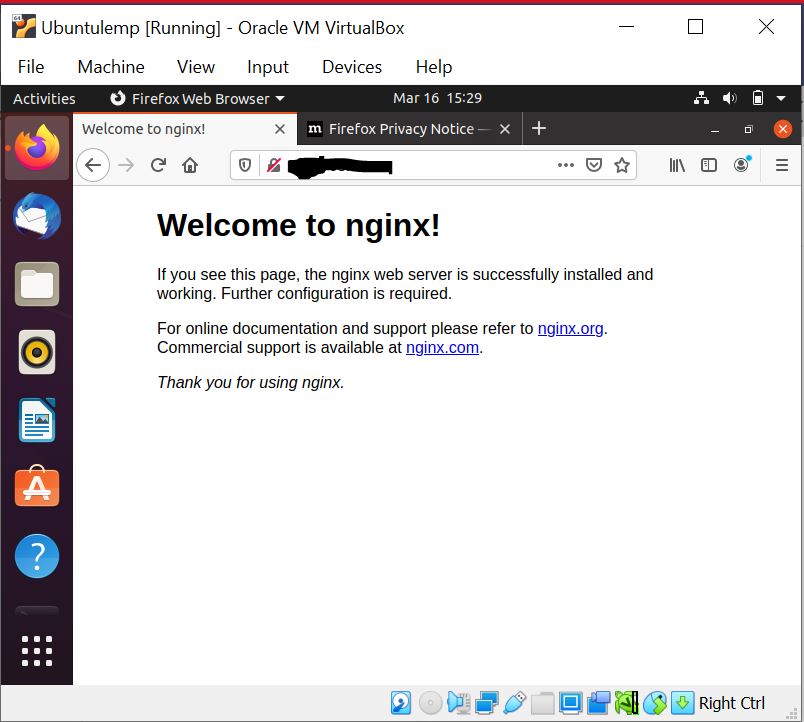 Ubuntulemp [Running] - Oracle VM VirtualBox
File Machine View Input Devices Help
Activities Firefox Web Browser Mar 16 15:29
Welcome to nginx! m Firefox Privacy Notice —
Welcome to nginx!
If you see this page, the nginx web server is successfully installed and
working. Further configuration is required.
For online documentation and support please refer to nginx.org.
Commercial support is available at nginx.com.
Thank you for using nginx.
Right Ctrl